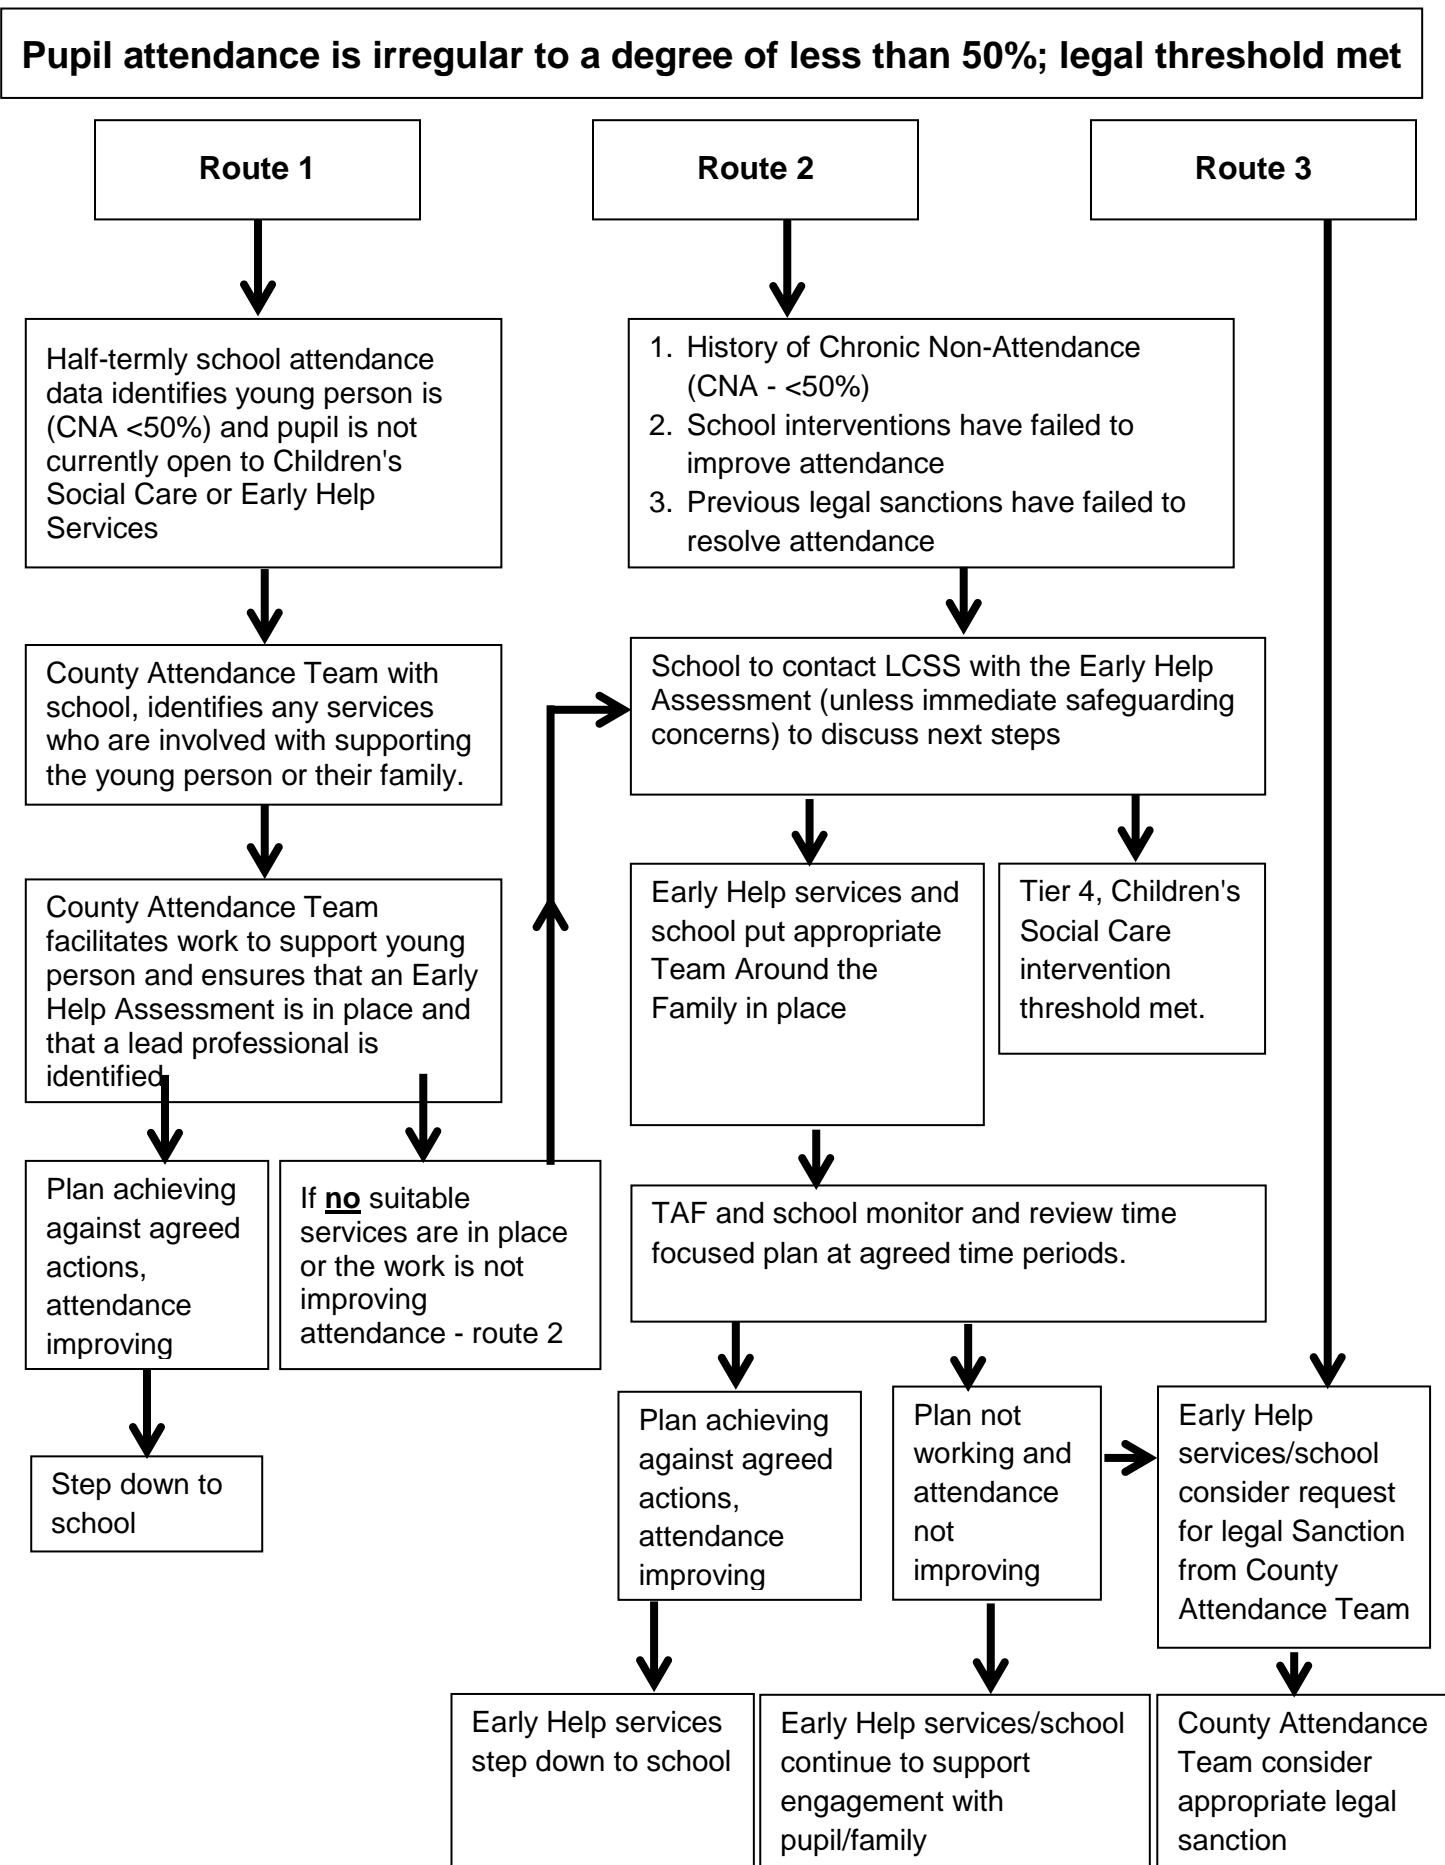 Pupil attendance is irregular to a degree of less than 50%; legal threshold met
Route 1
Route 2
Route 3
Half-termly school attendance
data identifies young person is
(CNA <50%) and pupil is not
currently open to Children's
Social Care or Early Help
Services
1. History of Chronic Non-Attendance
(CNA - <50%)
2. School interventions have failed to
improve attendance
3. Previous legal sanctions have failed to
resolve attendance
County Attendance Team with
school, identifies any services
who are involved with supporting
the young person or their family.
School to contact LCSS with the Early Help
Assessment (unless immediate safeguarding
concerns) to discuss next steps
County Attendance Team
facilitates work to support young
person and ensures that an Early
Help Assessment is in place and
that a lead professional is
identified
Early Help services and
school put appropriate
Team Around the
Family in place
Tier 4, Children's
Social Care
intervention
threshold met.
Plan achieving
against agreed
actions,
attendance
improving
If no suitable
services are in place
or the work is not
improving
attendance - route 2
TAF and school monitor and review time
focused plan at agreed time periods.
Step down to
school
Plan achieving
against agreed
actions,
attendance
improving
Plan not
working and
attendance
not
improving
Early Help
services/school
consider request
for legal Sanction
from County
Attendance Team
Early Help services
step down to school
Early Help services/school
continue to support
engagement with
pupil/family
County Attendance
Team consider
appropriate legal
sanction